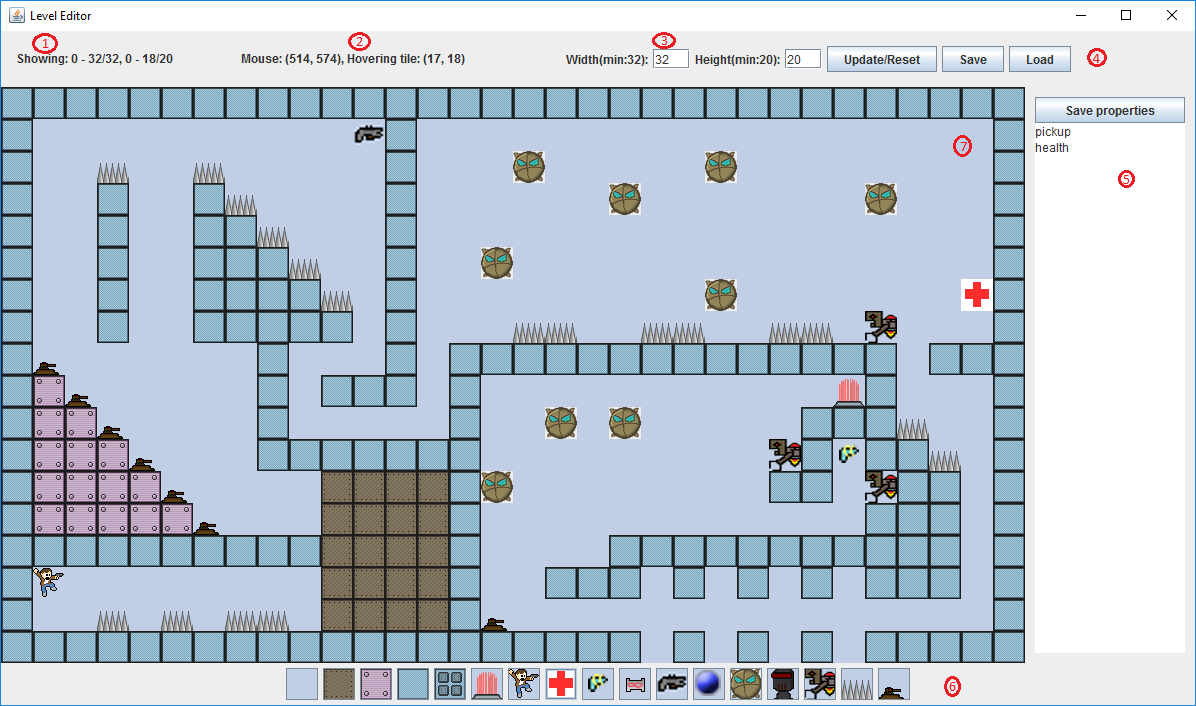 Level Editor
1 2 3
Showing: 0 - 32/32, 0 - 18/20 Mouse: (514, 574), Hovering tile: (17, 18) Width(min:32): 32 Height(min:20): 20 Update/Reset Save Load 4
Save properties
pickup
health
7
5
6